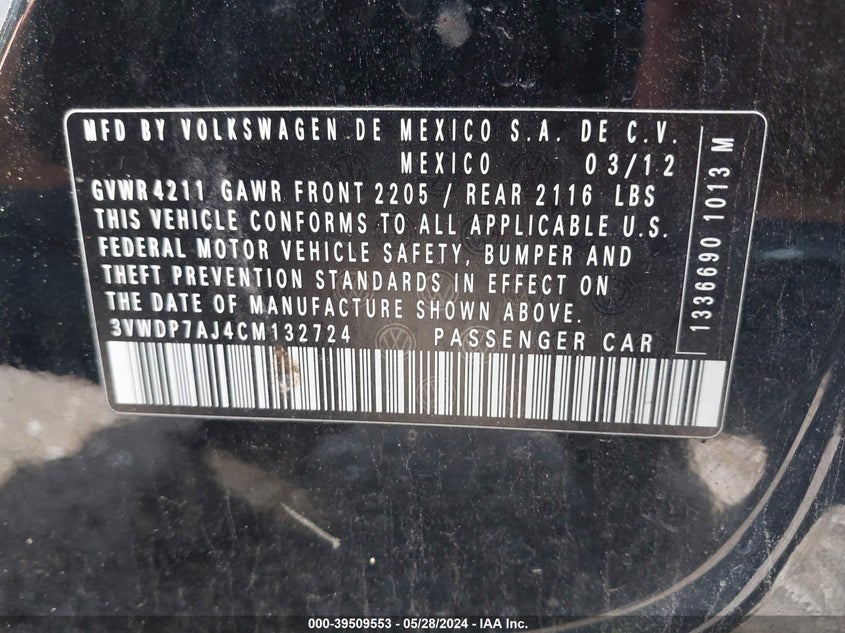 MFD BY VOLKSWAGEN DE MEXICO S.A. DE C.V.
MEXICO 03/12
GVWR 4211 GAWR FRONT 2205 / REAR 2116 LBS
THIS VEHICLE CONFORMS TO ALL APPLICABLE U.S.
FEDERAL MOTOR VEHICLE SAFETY, BUMPER AND
THEFT PREVENTION STANDARDS IN EFFECT ON
THE DATE OF MANUFACTURE SHOWN ABOVE.
3VWDP7AJ4CM132724 PASSENGER CAR
1336690 1013 M
000-39509553 / 05/28/2024 - IAA Inc.